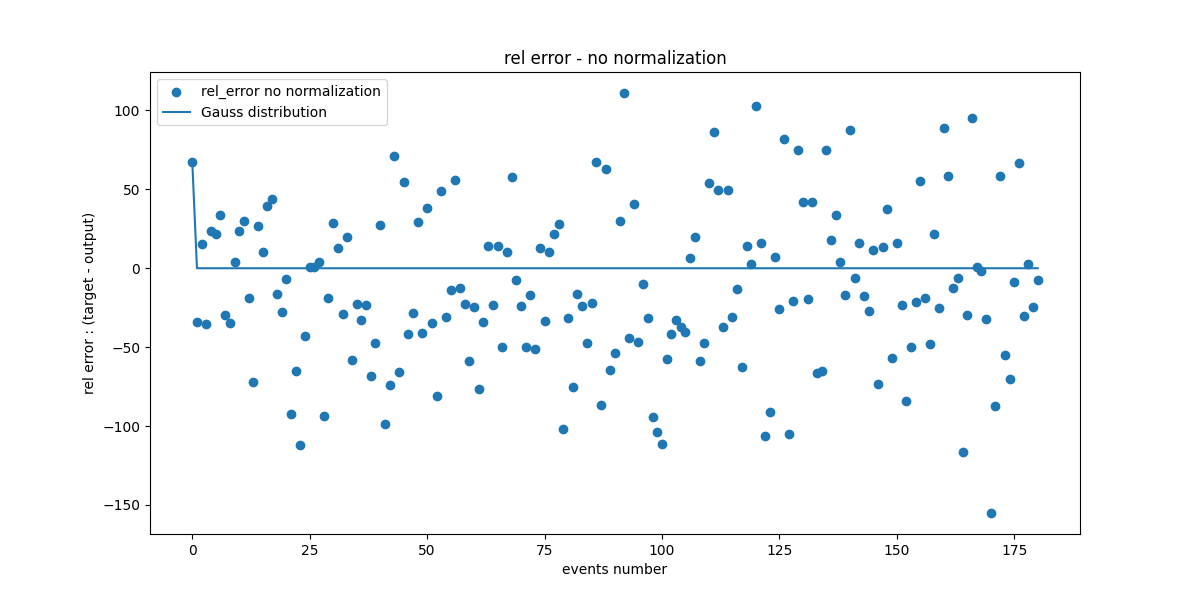 rel error - no normalization
rel_error no normalization
Gauss distribution
100
50
0
−50
−100
−150
rel error : (target - output)
0 25 50 75 100 125 150 175
events number